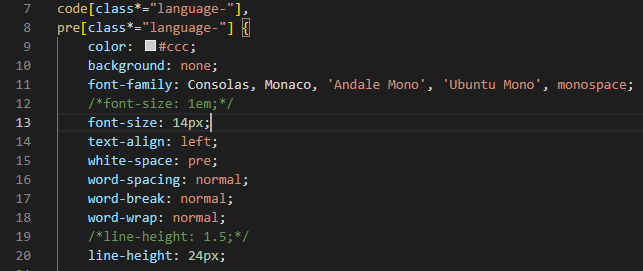 7 code[class*="language-"],
8 pre[class*="language-"] {
9 color: #ccc;
10 background: none;
11 font-family: Consolas, Monaco, 'Andale Mono', 'Ubuntu Mono', monospace;
12 /*font-size: 1em;*/
13 font-size: 14px;
14 text-align: left;
15 white-space: pre;
16 word-spacing: normal;
17 word-break: normal;
18 word-wrap: normal;
19 /*line-height: 1.5;*/
20 line-height: 24px;